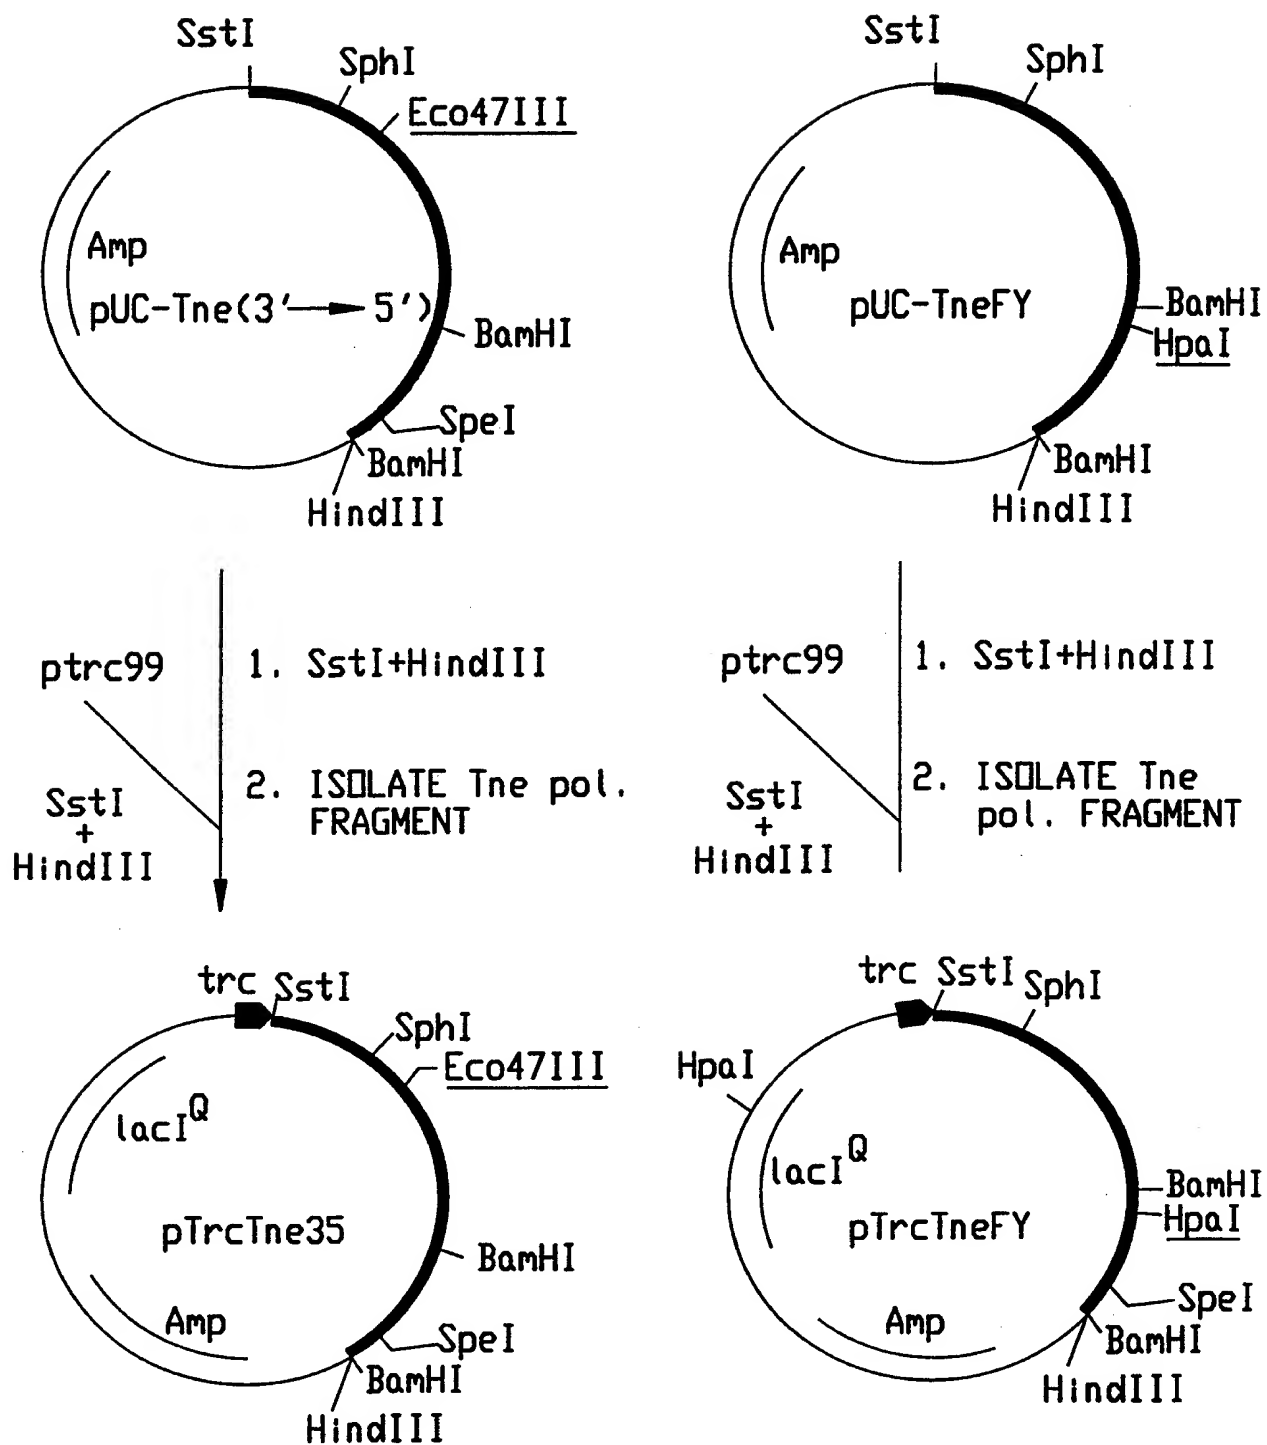 SstI
SphI
Eco47III
Amp
pUC-Tne(3' → 5')
BamHI
SpeI
BamHI
HindIII
SstI
SphI
Amp
pUC-TneFY
BamHI
HpaI
BamHI
HindIII
ptrc99
1. SstI+HindIII
SstI
+
HindIII
2. ISOLATE Tne pol.
FRAGMENT
ptrc99
1. SstI+HindIII
SstI
+
HindIII
2. ISOLATE Tne
pol. FRAGMENT
trc
SstI
SphI
Eco47III
lacI^Q
pTrcTne35
BamHI
Amp
SpeI
BamHI
HindIII
trc
SstI
SphI
HpaI
lacI^Q
pTrcTneFY
BamHI
HpaI
SpeI
Amp
BamHI
HindIII